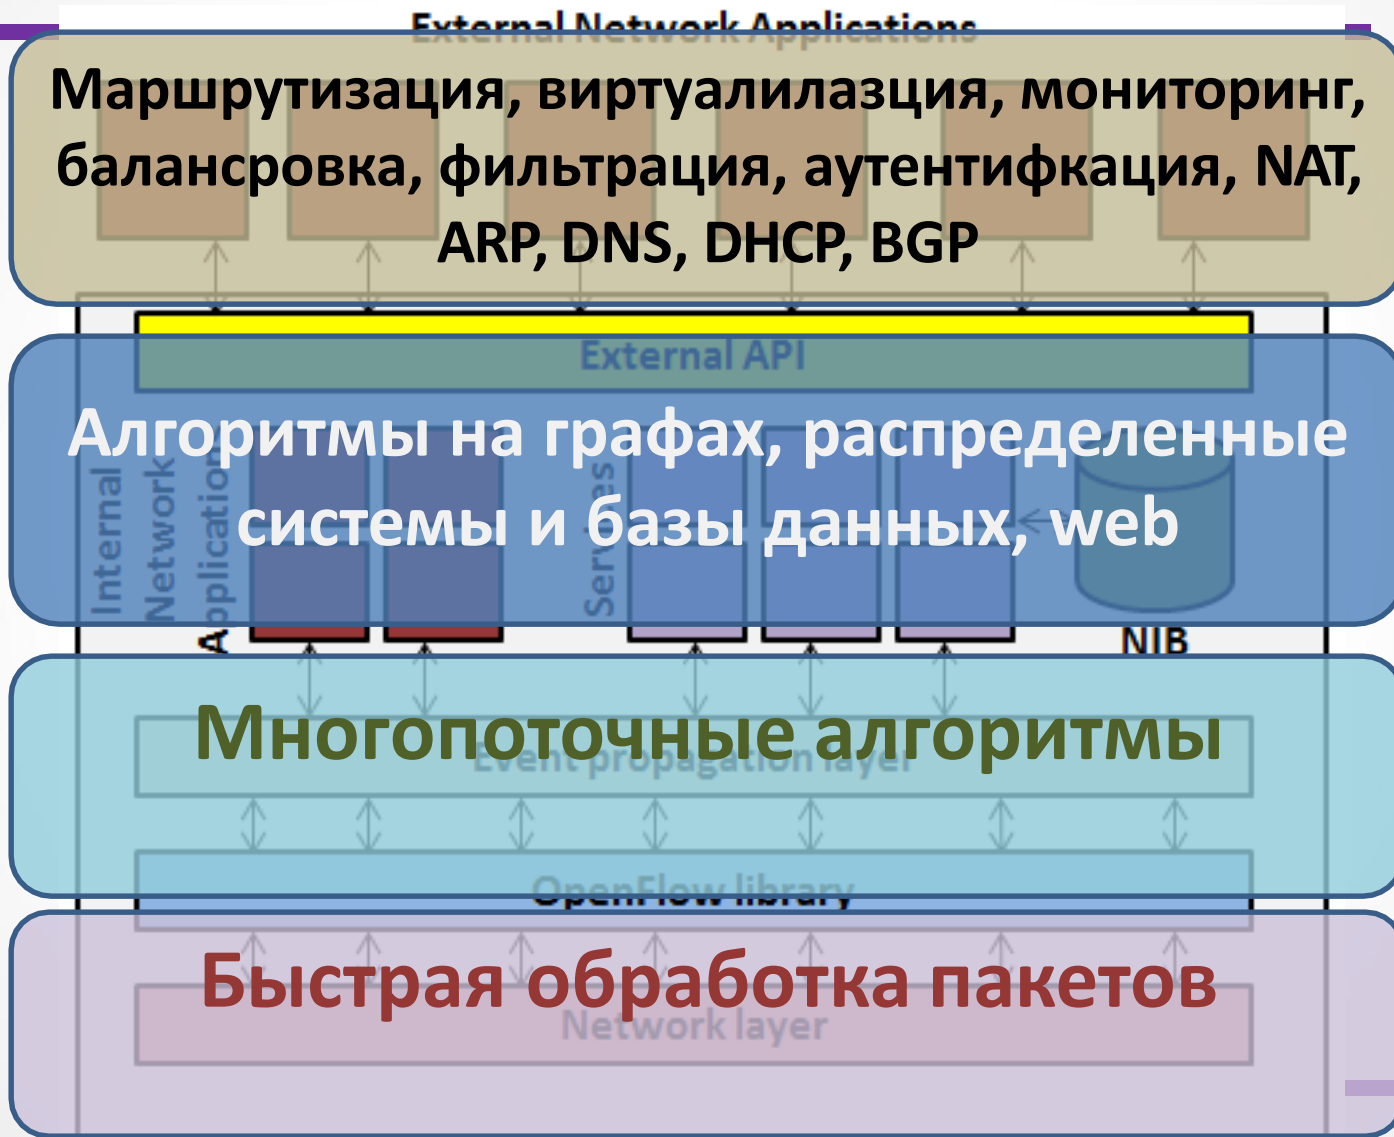 External Network Applications
Маршрутизация, виртуалилазция, мониторинг,
балансровка, фильтрация, аутентифкация, NAT,
ARP, DNS, DHCP, BGP
External API
Алгоритмы на графах, распределенные
системы и базы данных, web
Internal
Network
Application
Services
NIB
Многопоточные алгоритмы
Event propagation layer
OpenFlow library
Быстрая обработка пакетов
Network layer